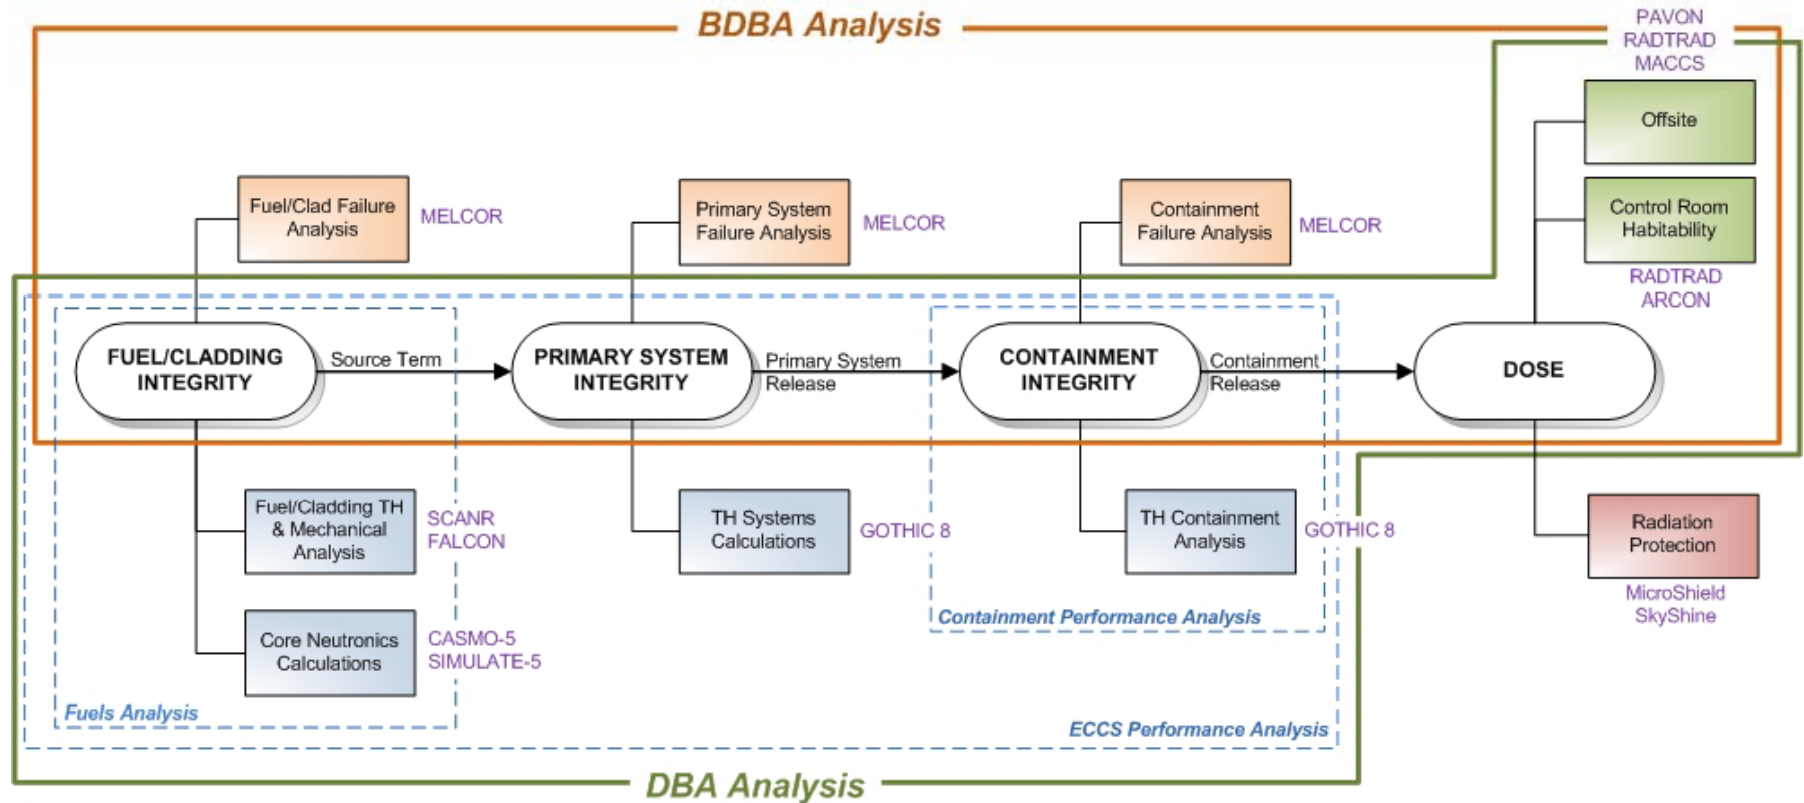 BDBA Analysis
PAVON
RADTRAD
MACCS
Offsite
Fuel/Clad Failure
Analysis
MELCOR
Primary System
Failure Analysis
MELCOR
Containment
Failure Analysis
MELCOR
Control Room
Habitability
RADTRAD
ARCON
FUEL/CLADDING
INTEGRITY
Source Term
PRIMARY SYSTEM
INTEGRITY
Primary System
Release
CONTAINMENT
INTEGRITY
Containment
Release
DOSE
Fuel/Cladding TH
& Mechanical
Analysis
SCANR
FALCON
TH Systems
Calculations
GOTHIC 8
TH Containment
Analysis
GOTHIC 8
Radiation
Protection
MicroShield
SkyShine
Containment Performance Analysis
Core Neutronics
Calculations
CASMO-5
SIMULATE-5
Fuels Analysis
ECCS Performance Analysis
DBA Analysis